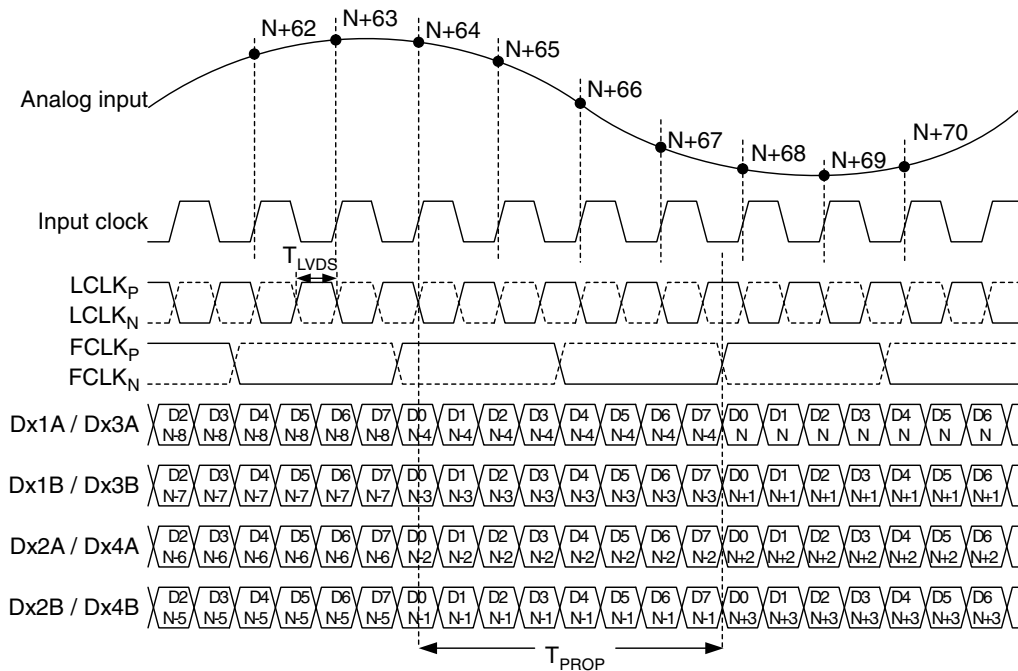 N+62 N+63 N+64 N+65 N+66 N+67 N+68 N+69 N+70
Analog input
Input clock
TLVDS
LCLKP
LCLKN
FCLKP
FCLKN
Dx1A / Dx3A D2 D3 D4 D5 D6 D7 D0 D1 D2 D3 D4 D5 D6 D7 D0 D1 D2 D3 D4 D5 D6
N-8 N-8 N-8 N-8 N-8 N-8 N-4 N-4 N-4 N-4 N-4 N-4 N-4 N-4 N N N N N N N
Dx1B / Dx3B D2 D3 D4 D5 D6 D7 D0 D1 D2 D3 D4 D5 D6 D7 D0 D1 D2 D3 D4 D5 D6
N-7 N-7 N-7 N-7 N-7 N-7 N-3 N-3 N-3 N-3 N-3 N-3 N-3 N-3 N+1 N+1 N+1 N+1 N+1 N+1 N+1
Dx2A / Dx4A D2 D3 D4 D5 D6 D7 D0 D1 D2 D3 D4 D5 D6 D7 D0 D1 D2 D3 D4 D5 D6
N-6 N-6 N-6 N-6 N-6 N-6 N-2 N-2 N-2 N-2 N-2 N-2 N-2 N-2 N+2 N+2 N+2 N+2 N+2 N+2 N+2
Dx2B / Dx4B D2 D3 D4 D5 D6 D7 D0 D1 D2 D3 D4 D5 D6 D7 D0 D1 D2 D3 D4 D5 D6
N-5 N-5 N-5 N-5 N-5 N-5 N-1 N-1 N-1 N-1 N-1 N-1 N-1 N-1 N+3 N+3 N+3 N+3 N+3 N+3 N+3
TPROP